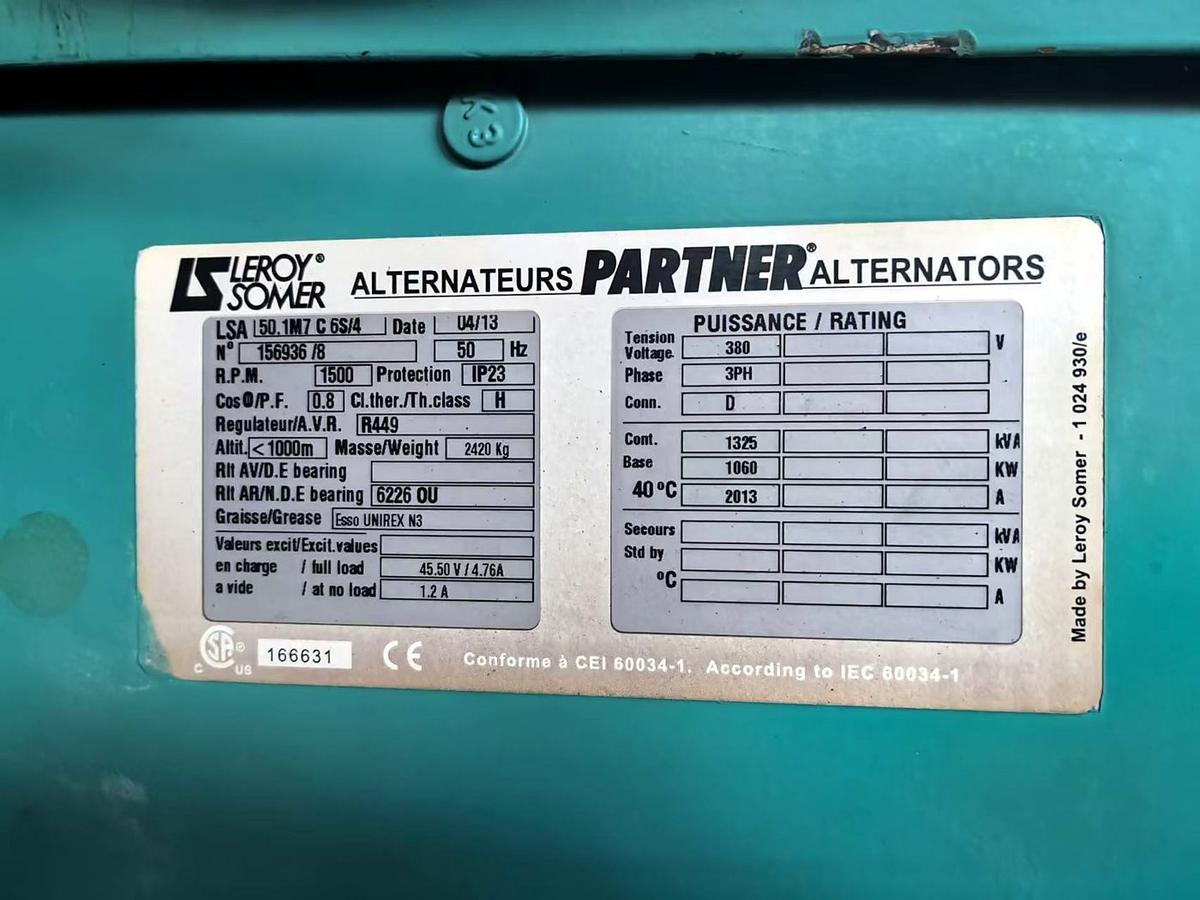 K3
LEROY® SOMER ALTERNATEURS PARTNER® ALTERNATORS
LSA 50.1M7 C 6S/4 Date 04/13
N° 156936 /8 50 Hz
R.P.M. 1500 Protection IP23
CosØ/P.F. 0.8 Cl.ther./Th.class H
Regulateur/A.V.R. R449
Altit. <1000m Masse/Weight 2420 Kg
Rlt AV/D.E bearing
Rlt AR/N.D.E bearing 6226 OU
Graisse/Grease Esso UNIREX N3
Valeurs excit/Excit.values
en charge / full load 45.50 V / 4.76A
a vide / at no load 1.2 A
PUISSANCE / RATING
Tension
Voltage. 380 V
Phase 3PH
Conn. D
Cont. 1325 kVA
Base 1060 KW
40°C 2013 A
Secours kVA
Std by KW
°C A
Made by Leroy Somer - 1 024 930/e
C SA® US 166631 CE Conforme à CEI 60034-1. According to IEC 60034-1